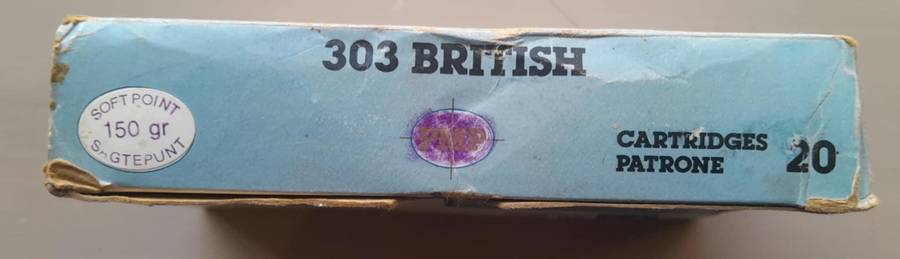 303 BRITISH
SOFT POINT
150 gr
SAGTEPUNT
PMP
CARTRIDGES
PATRONE
20